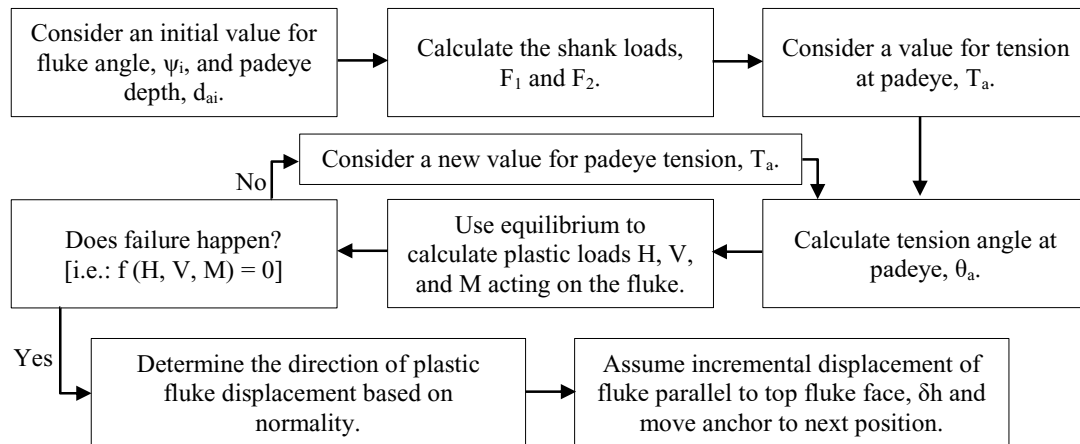 Consider an initial value for
fluke angle, ψi, and padeye
depth, dai.
Calculate the shank loads,
F1 and F2.
Consider a value for tension
at padeye, Ta.
Consider a new value for padeye tension, Ta.
No
Does failure happen?
[i.e.: f (H, V, M) = 0]
Use equilibrium to
calculate plastic loads H, V,
and M acting on the fluke.
Calculate tension angle at
padeye, θa.
Yes
Determine the direction of plastic
fluke displacement based on
normality.
Assume incremental displacement of
fluke parallel to top fluke face, δh and
move anchor to next position.